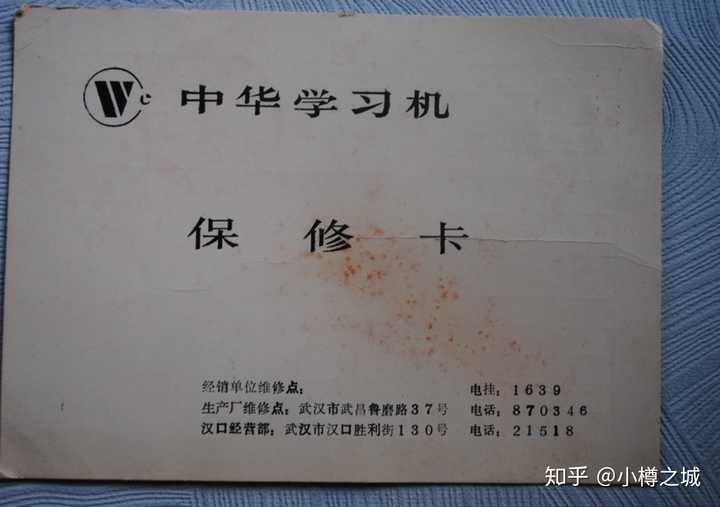 Wc 中华学习机
保修卡
经销单位维修点： 电挂：1639
生产厂维修点：武汉市武昌鲁磨路37号 电话：870346
汉口经营部：武汉市汉口胜利街130号 电话：21518
知乎 @小樽之城